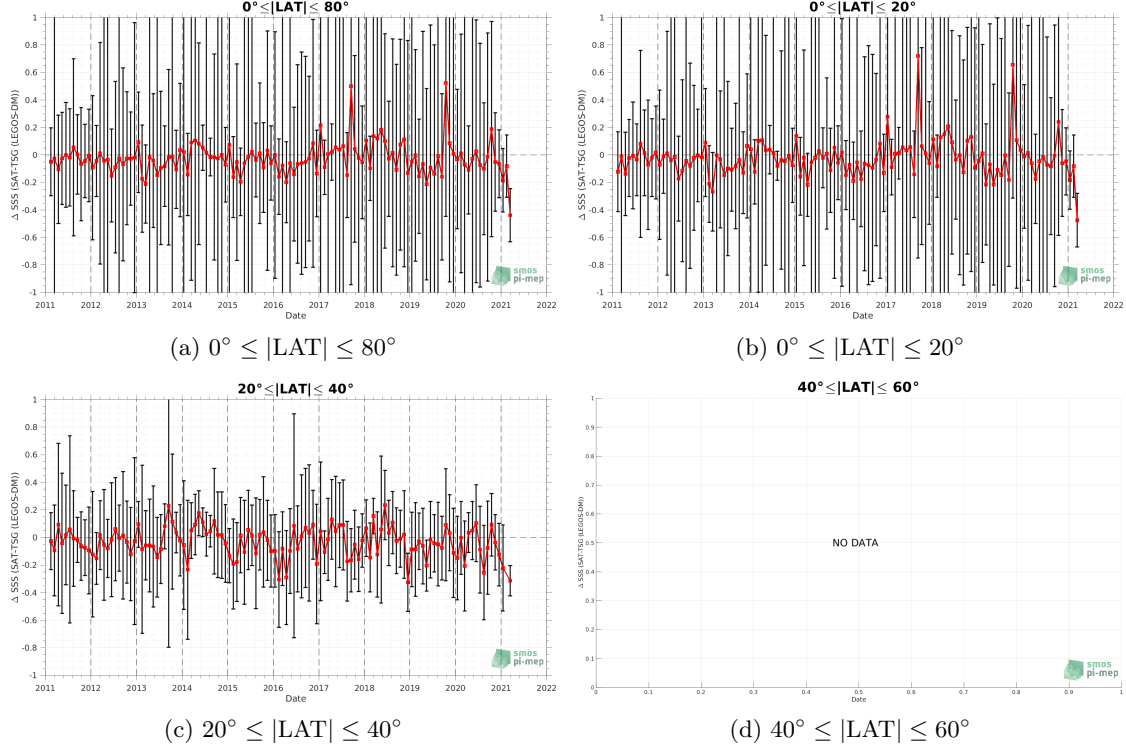 0°≤|LAT|≤ 80°
Δ SSS (SAT-TSG (LEGOS-DM))
1
0.8
0.6
0.4
0.2
0
-0.2
-0.4
-0.6
-0.8
-1
2011 2012 2013 2014 2015 2016 2017 2018 2019 2020 2021 2022
Date
smos
pi-mep
(a) 0° ≤ |LAT| ≤ 80°
0°≤|LAT|≤ 20°
Δ SSS (SAT-TSG (LEGOS-DM))
1
0.8
0.6
0.4
0.2
0
-0.2
-0.4
-0.6
-0.8
-1
2011 2012 2013 2014 2015 2016 2017 2018 2019 2020 2021 2022
Date
smos
pi-mep
(b) 0° ≤ |LAT| ≤ 20°
20°≤|LAT|≤ 40°
Δ SSS (SAT-TSG (LEGOS-DM))
1
0.8
0.6
0.4
0.2
0
-0.2
-0.4
-0.6
-0.8
-1
2011 2012 2013 2014 2015 2016 2017 2018 2019 2020 2021 2022
Date
smos
pi-mep
(c) 20° ≤ |LAT| ≤ 40°
40°≤|LAT|≤ 60°
Δ SSS (SAT-TSG (LEGOS-DM))
1
0.9
0.8
0.7
0.6
0.5
0.4
0.3
0.2
0.1
0
NO DATA
0 0.1 0.2 0.3 0.4 0.5 0.6 0.7 0.8 0.9 1
Date
smos
pi-mep
(d) 40° ≤ |LAT| ≤ 60°